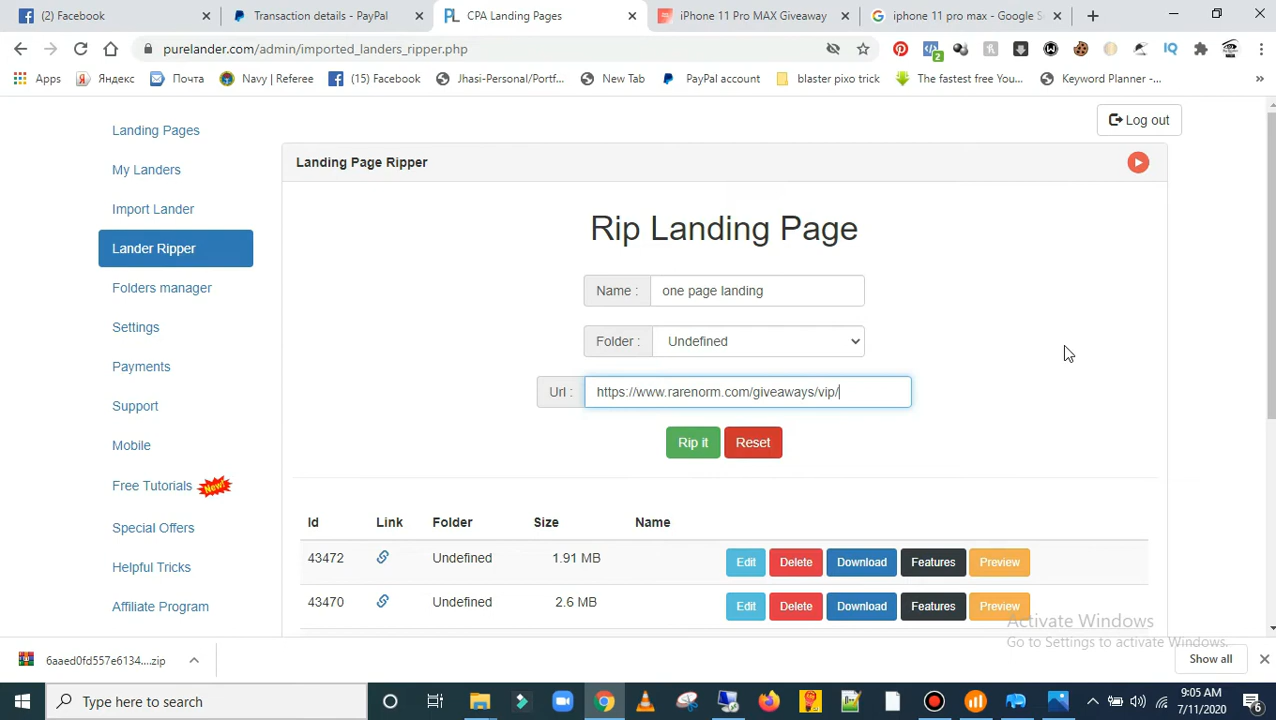 (2) Facebook
Transaction details - PayPal
CPA Landing Pages
iPhone 11 Pro MAX Giveaway
iphone 11 pro max - Google S
purelander.com/admin/imported_landers_ripper.php
Apps
Яндекс
Почта
Navy | Referee
(15) Facebook
Jhasi-Personal/Portf...
New Tab
PayPal account
blaster pixo trick
The fastest free You...
Keyword Planner -...
Log out
Landing Pages
My Landers
Import Lander
Lander Ripper
Folders manager
Settings
Payments
Support
Mobile
Free Tutorials New!
Special Offers
Helpful Tricks
Affiliate Program
Landing Page Ripper
Rip Landing Page
Name : one page landing
Folder : Undefined
Url : https://www.rarenorm.com/giveaways/vip/
Rip it Reset
Id Link Folder Size Name
43472 Undefined 1.91 MB Edit Delete Download Features Preview
43470 Undefined 2.6 MB Edit Delete Download Features Preview
Activate Windows
Go to Settings to activate Windows.
6aaed0fd557e6134....zip
Show all
Type here to search
9:05 AM
7/11/2020
6